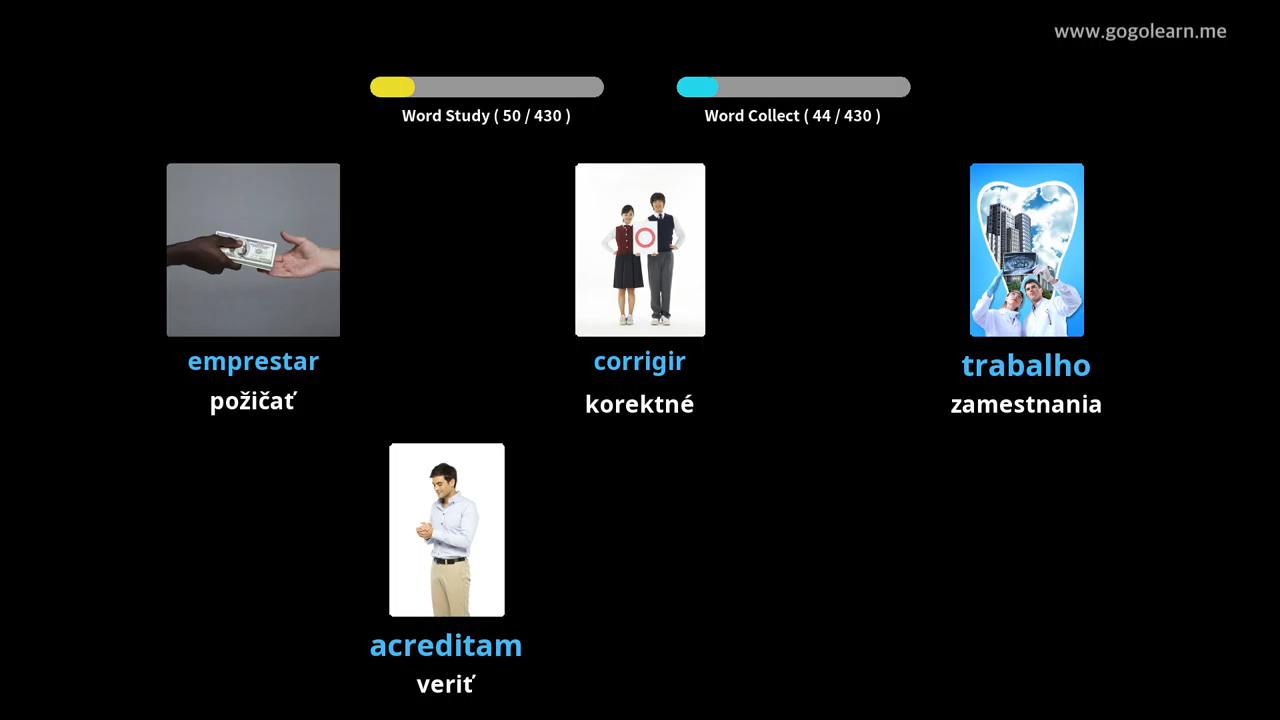 www.gogolearn.me
Word Study ( 50 / 430 )
Word Collect ( 44 / 430 )
emprestar
požičať
corrigir
korektné
trabalho
zamestnania
acreditam
veriť